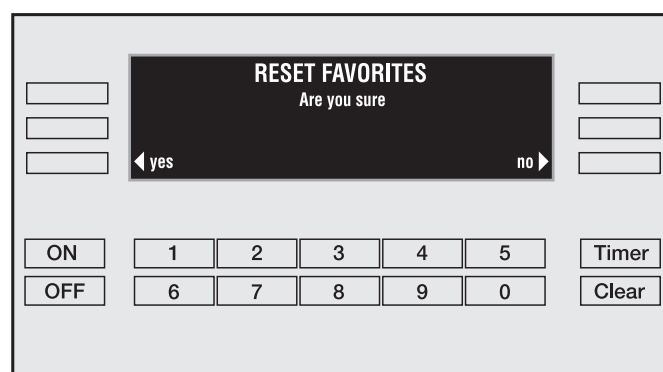 RESET FAVORITES
Are you sure
yes no
ON 1 2 3 4 5 Timer
OFF 6 7 8 9 0 Clear